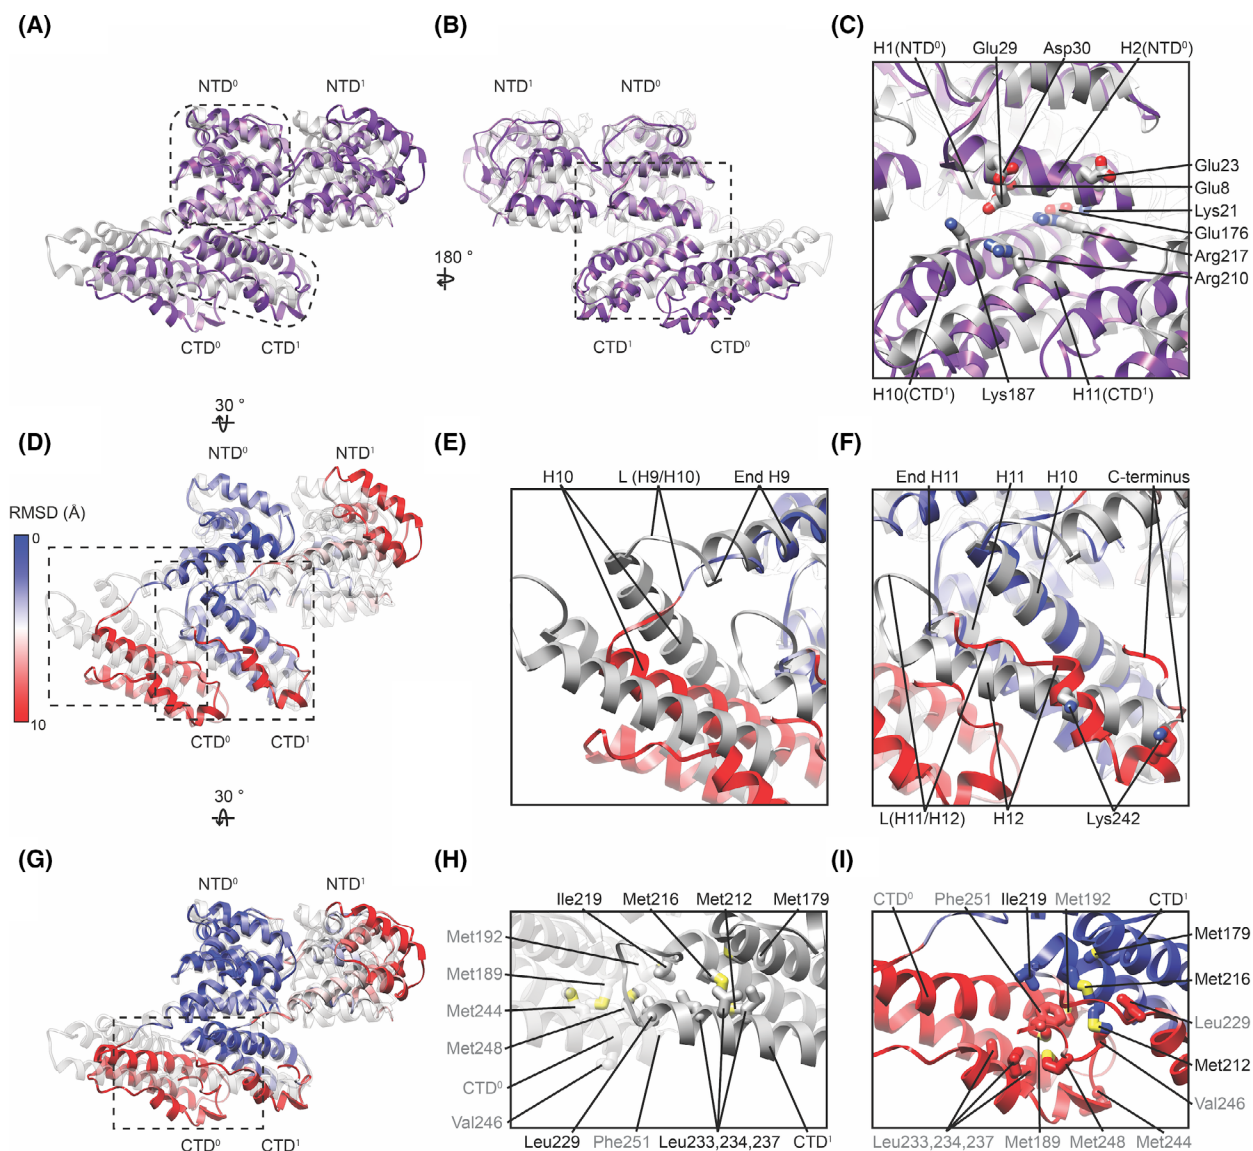 (A)
(B)
(C)
NTD⁰
NTD¹
CTD⁰
CTD¹
180 °
NTD¹
NTD⁰
CTD¹
CTD⁰
H1(NTD⁰)
Glu29
Asp30
H2(NTD⁰)
Glu23
Glu8
Lys21
Glu176
Arg217
Arg210
H10(CTD¹)
Lys187
H11(CTD¹)
30 °
(D)
(E)
(F)
NTD⁰
NTD¹
RMSD (Å)
0
10
CTD⁰
CTD¹
H10
L (H9/H10)
End H9
End H11
H11
H10
C-terminus
L(H11/H12)
H12
Lys242
30 °
(G)
(H)
(I)
NTD⁰
NTD¹
CTD⁰
CTD¹
Ile219
Met216
Met212
Met179
Met192
Met189
Met244
Met248
CTD⁰
Val246
Leu229
Phe251
Leu233,234,237
CTD¹
CTD⁰
Phe251
Ile219
Met192
CTD¹
Met179
Met216
Leu229
Met212
Val246
Leu233,234,237
Met189
Met248
Met244